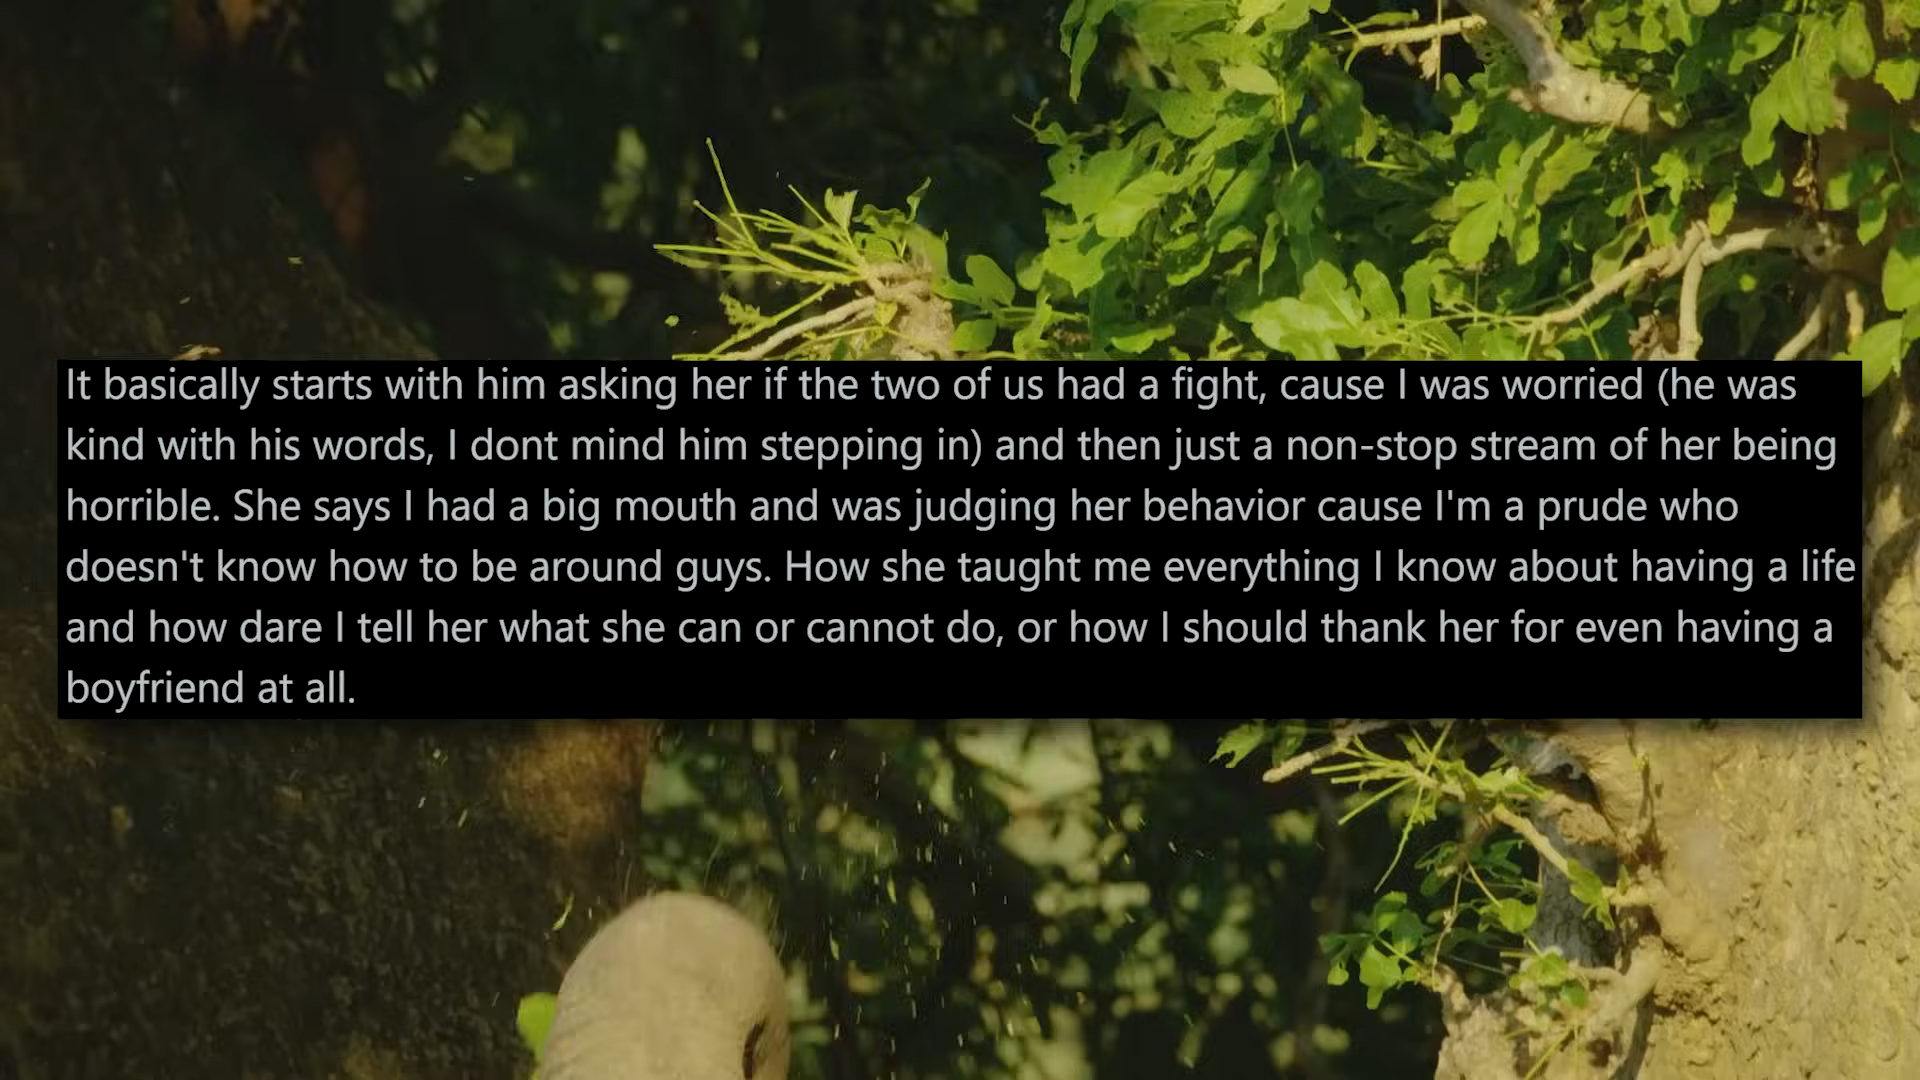 It basically starts with him asking her if the two of us had a fight, cause I was worried (he was
kind with his words, I dont mind him stepping in) and then just a non-stop stream of her being
horrible. She says I had a big mouth and was judging her behavior cause I'm a prude who
doesn't know how to be around guys. How she taught me everything I know about having a life
and how dare I tell her what she can or cannot do, or how I should thank her for even having a
boyfriend at all.